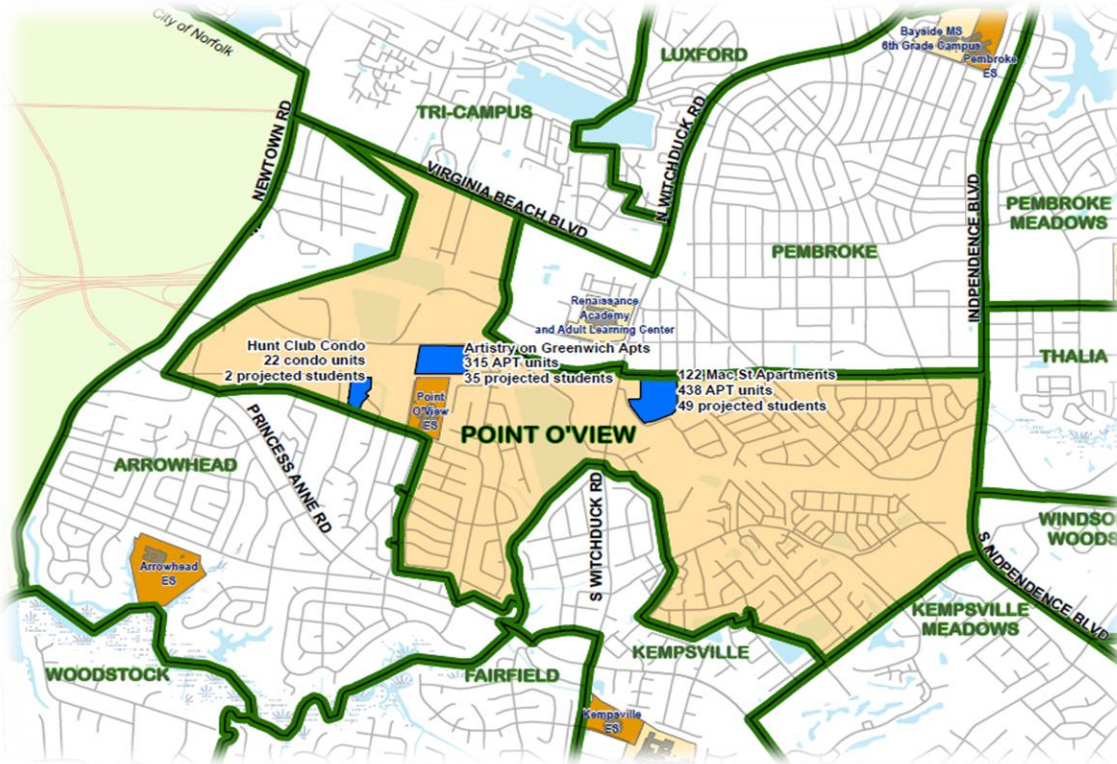 City of Norfolk
LUXFORD
Bayside MS
6th Grade Campus
Pembroke
ES
TRI-CAMPUS
NEWTOWN RD
VIRGINIA BEACH BLVD
N WITCHDUCK RD
INDPENDENCE BLVD
PEMBROKE
MEADOWS
PEMBROKE
Renaissance
Academy
and Adult Learning Center
THALIA
Hunt Club Condo
22 condo units
2 projected students
Artistry on Greenwich Apts
315 APT units
35 projected students
122 Mac St Apartments
438 APT units
49 projected students
Point
O'View
ES
POINT O'VIEW
PRINCESS ANNE RD
ARROWHEAD
S WITCHDUCK RD
WINDSO
WOODS
Arrowhead
ES
S INDPENDENCE BLVD
KEMPSVILLE
MEADOWS
KEMPSVILLE
WOODSTOCK
FAIRFIELD
Kempsville
ES